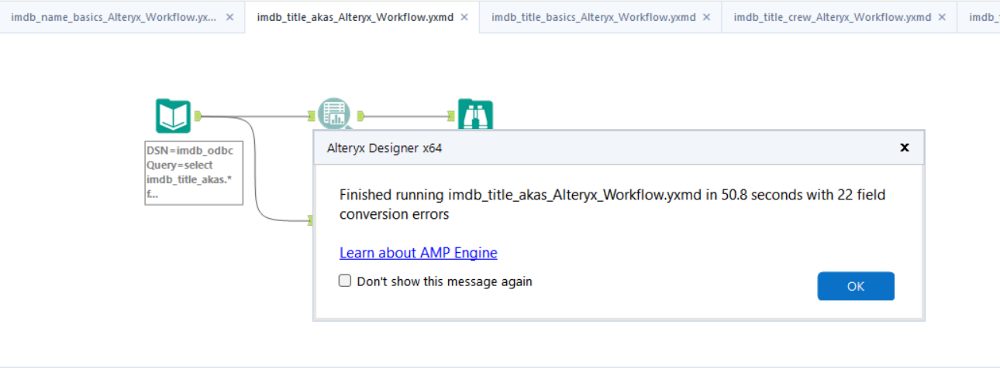 imdb_name_basics_Alteryx_Workflow.yx... ×
imdb_title_akas_Alteryx_Workflow.yxmd ×
imdb_title_basics_Alteryx_Workflow.yxmd ×
imdb_title_crew_Alteryx_Workflow.yxmd ×
imdb_
DSN=imdb_odbc
Query=select
imdb_title_akas.*
f...
Alteryx Designer x64
x
Finished running imdb_title_akas_Alteryx_Workflow.yxmd in 50.8 seconds with 22 field
conversion errors
Learn about AMP Engine
Don't show this message again
OK